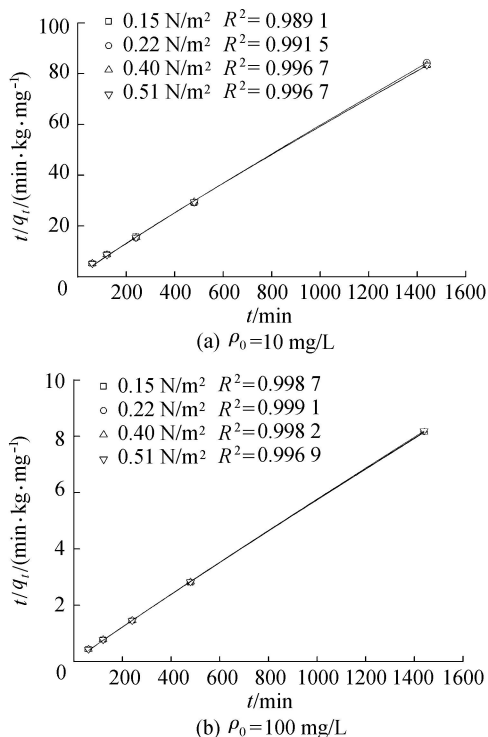 □ 0.15 N/m² R²=0.989 1
○ 0.22 N/m² R²=0.991 5
△ 0.40 N/m² R²=0.996 7
▽ 0.51 N/m² R²=0.996 7
100
80
60
40
20
0
t/qₜ/(min·kg·mg⁻¹)
200 400 600 800 1000 1200 1400 1600
t/min
(a) ρ₀=10 mg/L
□ 0.15 N/m² R²=0.998 7
○ 0.22 N/m² R²=0.999 1
△ 0.40 N/m² R²=0.998 2
▽ 0.51 N/m² R²=0.996 9
10
8
6
4
2
0
t/qₜ/(min·kg·mg⁻¹)
200 400 600 800 1000 1200 1400 1600
t/min
(b) ρ₀=100 mg/L